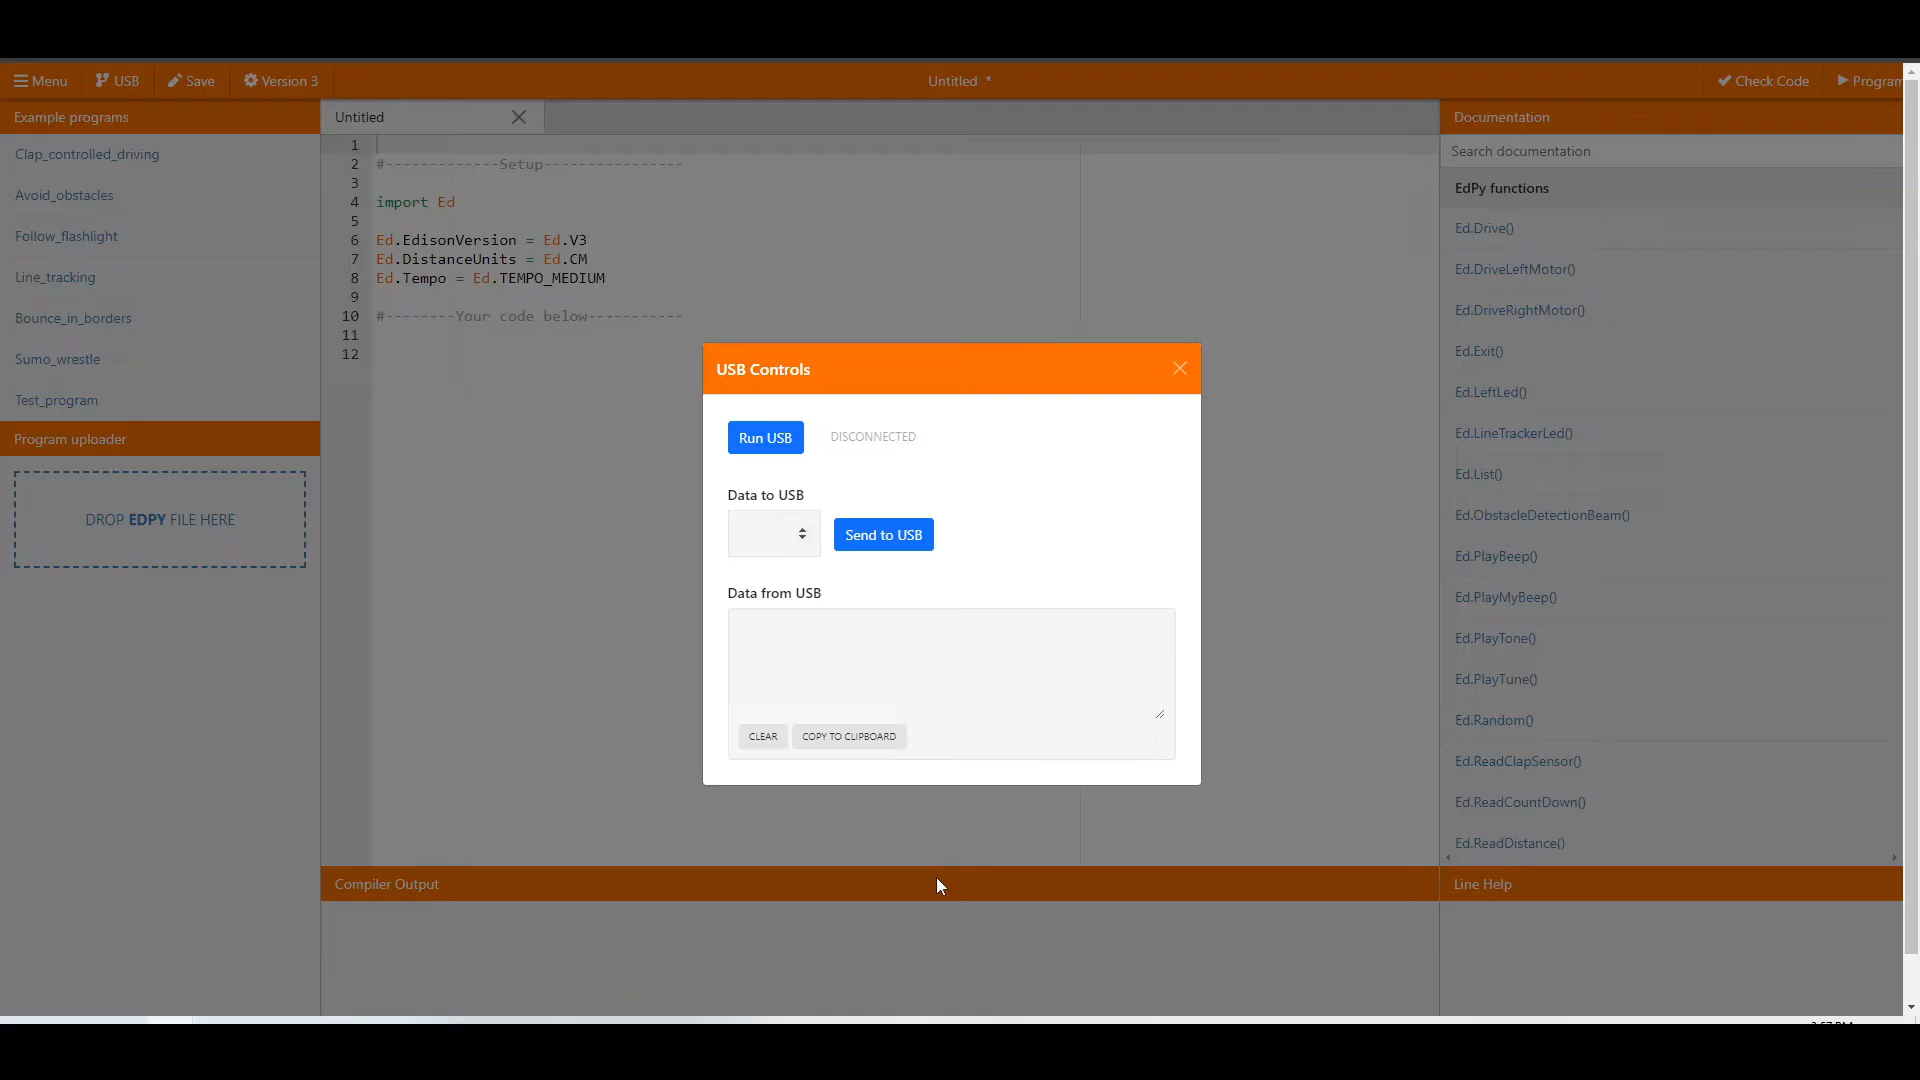 Menu USB Save Version 3 Untitled * Check Code Program
Example programs
Clap_controlled_driving
Avoid_obstacles
Follow_flashlight
Line_tracking
Bounce_in_borders
Sumo_wrestle
Test_program
Program uploader
DROP EDPY FILE HERE
Untitled
1
2 #-------------Setup----------------
3
4 import Ed
5
6 Ed.EdisonVersion = Ed.V3
7 Ed.DistanceUnits = Ed.CM
8 Ed.Tempo = Ed.TEMPO_MEDIUM
9
10 #--------Your code below-----------
11
12
USB Controls
Run USB DISCONNECTED
Data to USB
Send to USB
Data from USB
CLEAR COPY TO CLIPBOARD
Compiler Output
Documentation
Search documentation
EdPy functions
Ed.Drive()
Ed.DriveLeftMotor()
Ed.DriveRightMotor()
Ed.Exit()
Ed.LeftLed()
Ed.LineTrackerLed()
Ed.List()
Ed.ObstacleDetectionBeam()
Ed.PlayBeep()
Ed.PlayMyBeep()
Ed.PlayTone()
Ed.PlayTune()
Ed.Random()
Ed.ReadClapSensor()
Ed.ReadCountDown()
Ed.ReadDistance()
Line Help